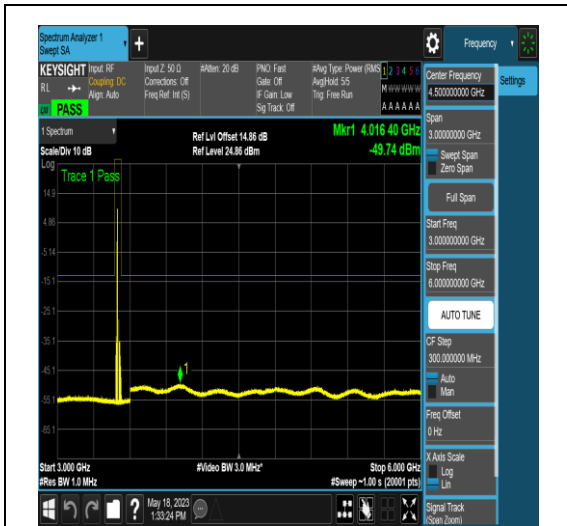 Spectrum Analyzer 1
Swept SA
+
Frequency
KEYSIGHT
RL
PASS
Input: RF
Coupling: DC
Align: Auto
Input Z: 50 Ω
Corrections: Off
Freq Ref: Int (S)
#Atten: 20 dB
PNO: Fast
Gate: Off
IF Gain: Low
Sig Track: Off
#Avg Type: Power (RMS
Avg|Hold: 5/5
Trig: Free Run
1 2 3 4 5 6
M W W W W W
A A A A A A
1 Spectrum
Scale/Div 10 dB
Ref Lvl Offset 14.86 dB
Ref Level 24.86 dBm
Mkr1 4.016 40 GHz
-49.74 dBm
Log
Trace 1 Pass
14.9
4.86
-5.14
-15.1
-25.1
-35.1
-45.1
-55.1
-65.1
1
Start 3.000 GHz
#Res BW 1.0 MHz
#Video BW 3.0 MHz*
Stop 6.000 GHz
#Sweep ~1.00 s (20001 pts)
May 18, 2023
1:33:24 PM
?
Center Frequency
4.500000000 GHz
Settings
Span
3.00000000 GHz
Swept Span
Zero Span
Full Span
Start Freq
3.000000000 GHz
Stop Freq
6.000000000 GHz
AUTO TUNE
CF Step
300.000000 MHz
Auto
Man
Freq Offset
0 Hz
X Axis Scale
Log
Lin
Signal Track
(Span Zoom)